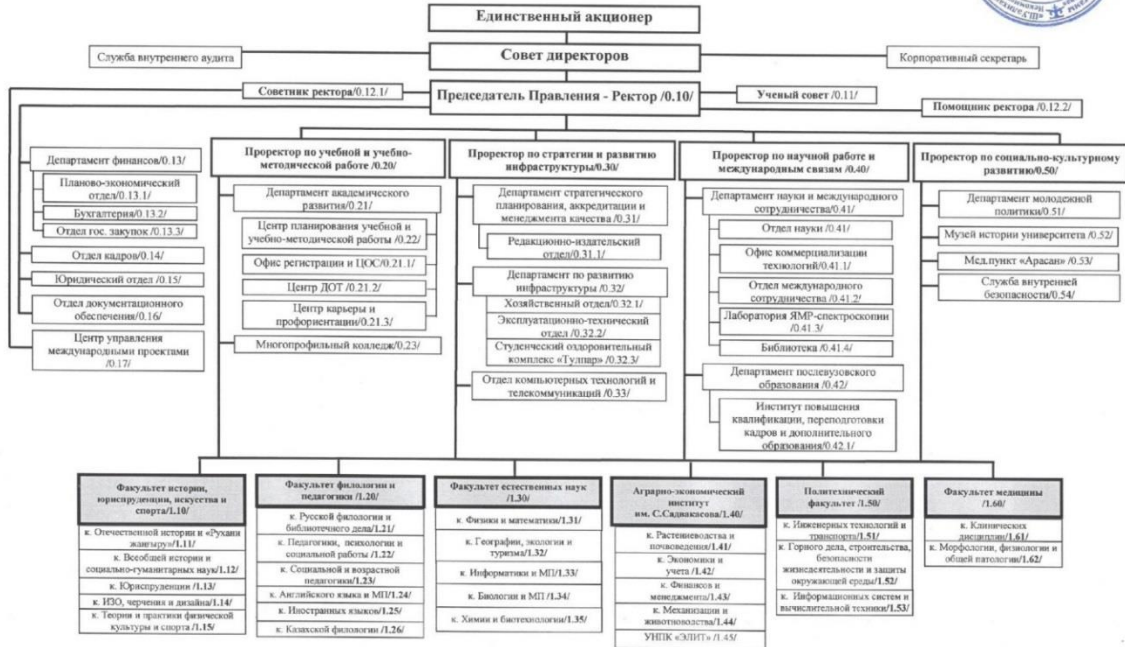 Единственный акционер
Совет директоров
Служба внутреннего аудита
Корпоративный секретарь
Председатель Правления - Ректор /0.10/
Советник ректора/0.12.1/
Ученый совет /0.11/
Помощник ректора /0.12.2/
Департамент финансов/0.13/
Планово-экономический
отдел/0.13.1/
Бухгалтерия/0.13.2/
Отдел гос. закупок/0.13.3/
Отдел кадров/0.14/
Юридический отдел /0.15/
Отдел документационного
обеспечения/0.16/
Центр управления
международными проектами
/0.17/
Проректор по учебной и учебно-
методической работе /0.20/
Департамент академического
развития/0.21/
Центр планирования учебной и
учебно-методической работы /0.22/
Офис регистрации и ЦОС/0.21.1/
Центр ДОТ /0.21.2/
Центр карьеры и
профориентации /0.21.3/
Многопрофильный колледж/0.23/
Проректор по стратегии и развитию
инфраструктуры/0.30/
Департамент стратегического
планирования, аккредитации и
менеджмента качества /0.31/
Редакционно-издательский
отдел/0.31.1/
Департамент по развитию
инфраструктуры /0.32/
Хозяйственный отдел/0.32.1/
Эксплуатационно-технический
отдел /0.32.2/
Студенческий оздоровительный
комплекс «Тулпар» /0.32.3/
Отдел компьютерных технологий и
телекоммуникаций /0.33/
Проректор по научной работе и
международным связям /0.40/
Департамент науки и международного
сотрудничества/0.41/
Отдел науки /0.41/
Офис коммерциализации
технологий/0.41.1/
Отдел международного
сотрудничества /0.41.2/
Лаборатория ЯМР-спектроскопии
/0.41.3/
Библиотека /0.41.4/
Департамент послевузовского
образования /0.42/
Институт повышения
квалификации, переподготовки
кадров и дополнительного
образования/0.42.1/
Проректор по социально-культурному
развитию/0.50/
Департамент молодежной
политики/0.51/
Музей истории университета /0.52/
Мед.пункт «Арасан» /0.53/
Служба внутренней
безопасности/0.54/
Факультет истории,
юриспруденции, искусства и
спорта/1.10/
к. Отечественной истории и «Рухани
жаңғыру» /1.11/
к. Всеобщей истории и
социально-гуманитарных наук/1.12/
к. Юриспруденции /1.13/
к. ИЗО, черчения и дизайна/1.14/
к. Теории и практики физической
культуры и спорта /1.15/
Факультет филологии и
педагогики /1.20/
к. Русской филологии и
библиотечного дела/1.21/
к. Педагогики, психологии и
социальной работы /1.22/
к. Социальной и возрастной
педагогики/1.23/
к. Английского языка и МП/1.24/
к. Иностранных языков/1.25/
к. Казахской филологии /1.26/
Факультет естественных наук
/1.30/
к. Физики и математики/1.31/
к. Географии, экологии и
туризма/1.32/
к. Информатики и МП/1.33/
к. Биологии и МП /1.34/
к. Химии и биотехнологии/1.35/
Аграрно-экономический
институт
им. С.Садвакасова/1.40/
к. Растениеводства и
почвоведения/1.41/
к. Экономики и
учета /1.42/
к. Финансов и
менеджмента/1.43/
к. Механизации и
животноводства /1.44/
УНПК «ЭЛИТ» /1.45/
Политехнический
факультет /1.50/
к. Инженерных технологий и
транспорта/1.51/
к. Горного дела, строительства,
безопасности
жизнедеятельности и защиты
окружающей среды/1.52/
к. Информационных систем и
вычислительной техники/1.53/
Факультет медицины
/1.60/
к. Клинических
дисциплин/1.61/
к. Морфологии, физиологии и
общей патологии/1.62/